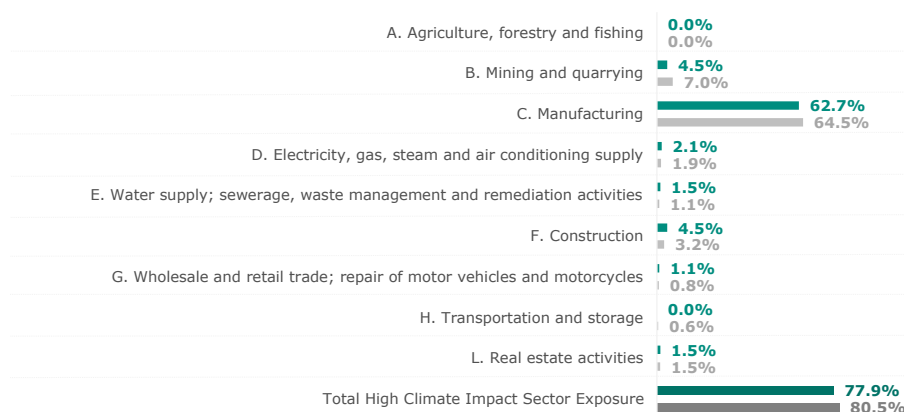 A. Agriculture, forestry and fishing
0.0%
0.0%
B. Mining and quarrying
4.5%
7.0%
C. Manufacturing
62.7%
64.5%
D. Electricity, gas, steam and air conditioning supply
2.1%
1.9%
E. Water supply; sewerage, waste management and remediation activities
1.5%
1.1%
F. Construction
4.5%
3.2%
G. Wholesale and retail trade; repair of motor vehicles and motorcycles
1.1%
0.8%
H. Transportation and storage
0.0%
0.6%
L. Real estate activities
1.5%
1.5%
Total High Climate Impact Sector Exposure
77.9%
80.5%